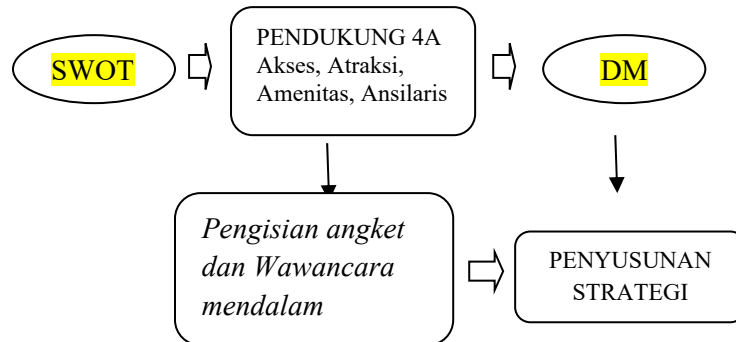 SWOT
PENDUKUNG 4A
Akses, Atraksi,
Amenitas, Ansilaris
DM
Pengisian angket
dan Wawancara
mendalam
PENYUSUNAN
STRATEGI